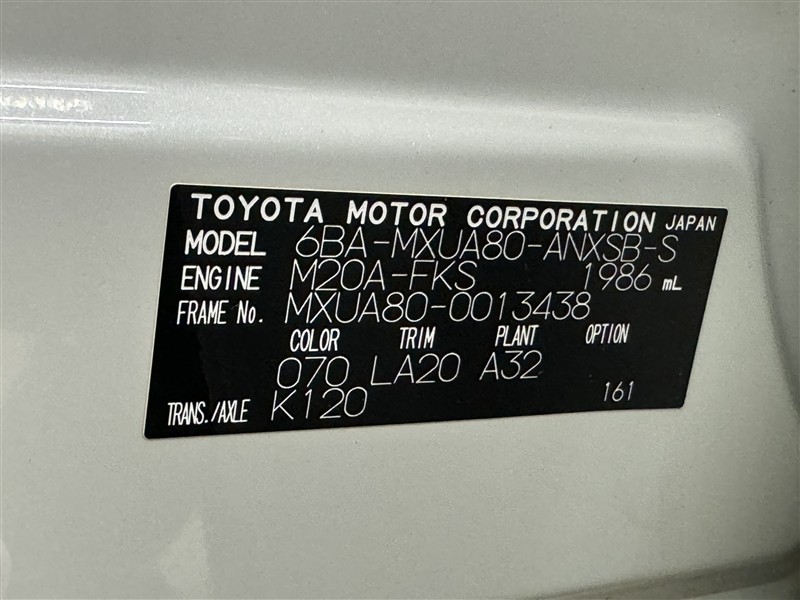 TOYOTA MOTOR CORPORATION JAPAN
MODEL 6BA-MXUA80-ANXSB-S
ENGINE M20A-FKS 1986 mL
FRAME No. MXUA80-0013438
COLOR TRIM PLANT OPTION
070 LA20 A32
TRANS./AXLE K120 161